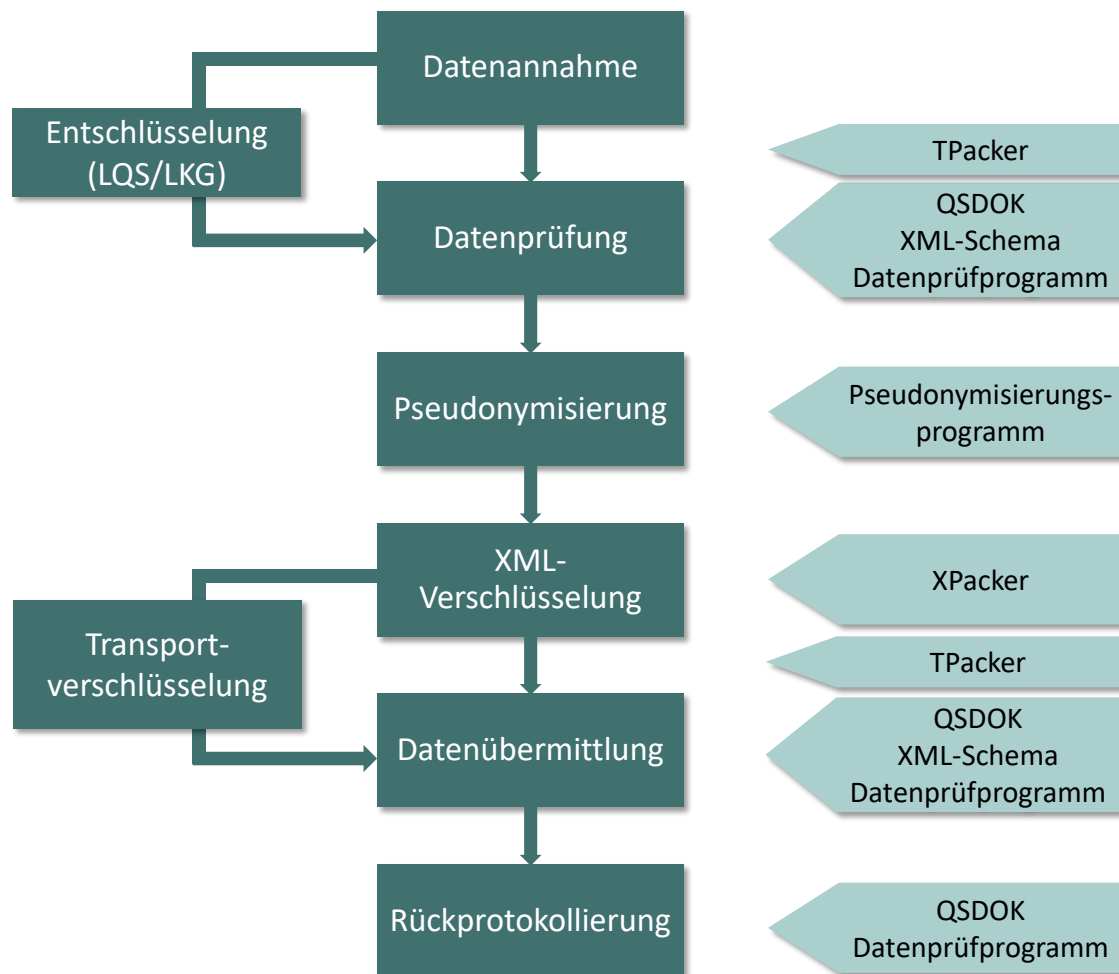 Datenannahme
Entschlüsselung
(LQS/LKG)
TPacker
Datenprüfung
QSDOK
XML-Schema
Datenprüfprogramm
Pseudonymisierung
Pseudonymisierungs-
programm
XML-
Verschlüsselung
XPacker
Transport-
verschlüsselung
TPacker
Datenübermittlung
QSDOK
XML-Schema
Datenprüfprogramm
Rückprotokollierung
QSDOK
Datenprüfprogramm